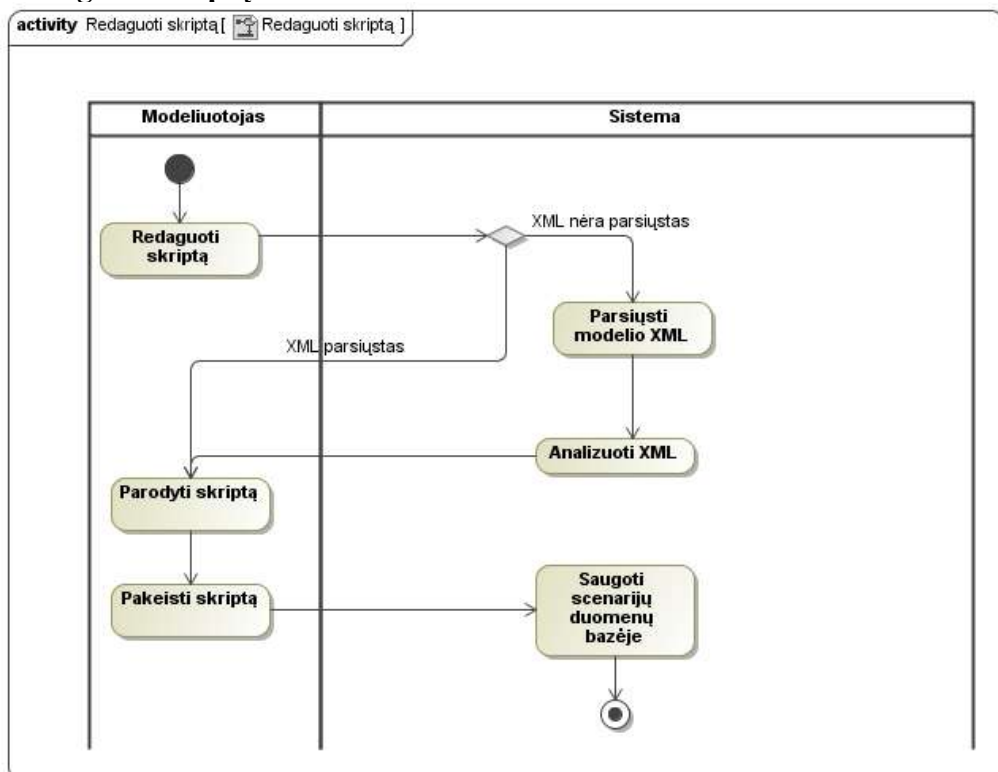 activity Redaguoti skriptą[ Redaguoti skriptą ]
Modeliuotojas
Sistema
XML nėra parsiųstas
Redaguoti
skriptą
Parsiųsti
modelio XML
XML parsiųstas
Analizuoti XML
Parodyti skriptą
Pakeisti skriptą
Saugoti
scenarijų
duomenų
bazėje